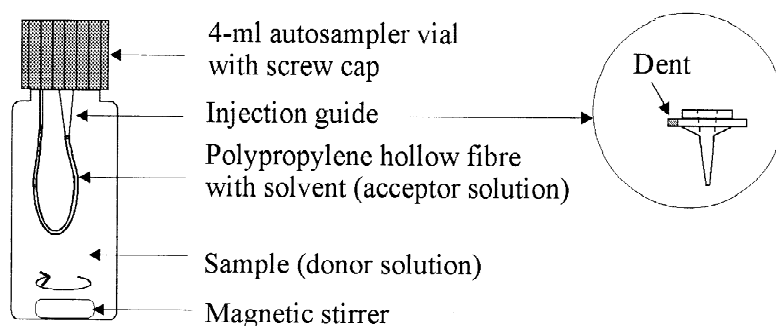 4-ml autosampler vial
with screw cap
Injection guide
Polypropylene hollow fibre
with solvent (acceptor solution)
Sample (donor solution)
Magnetic stirrer
Dent